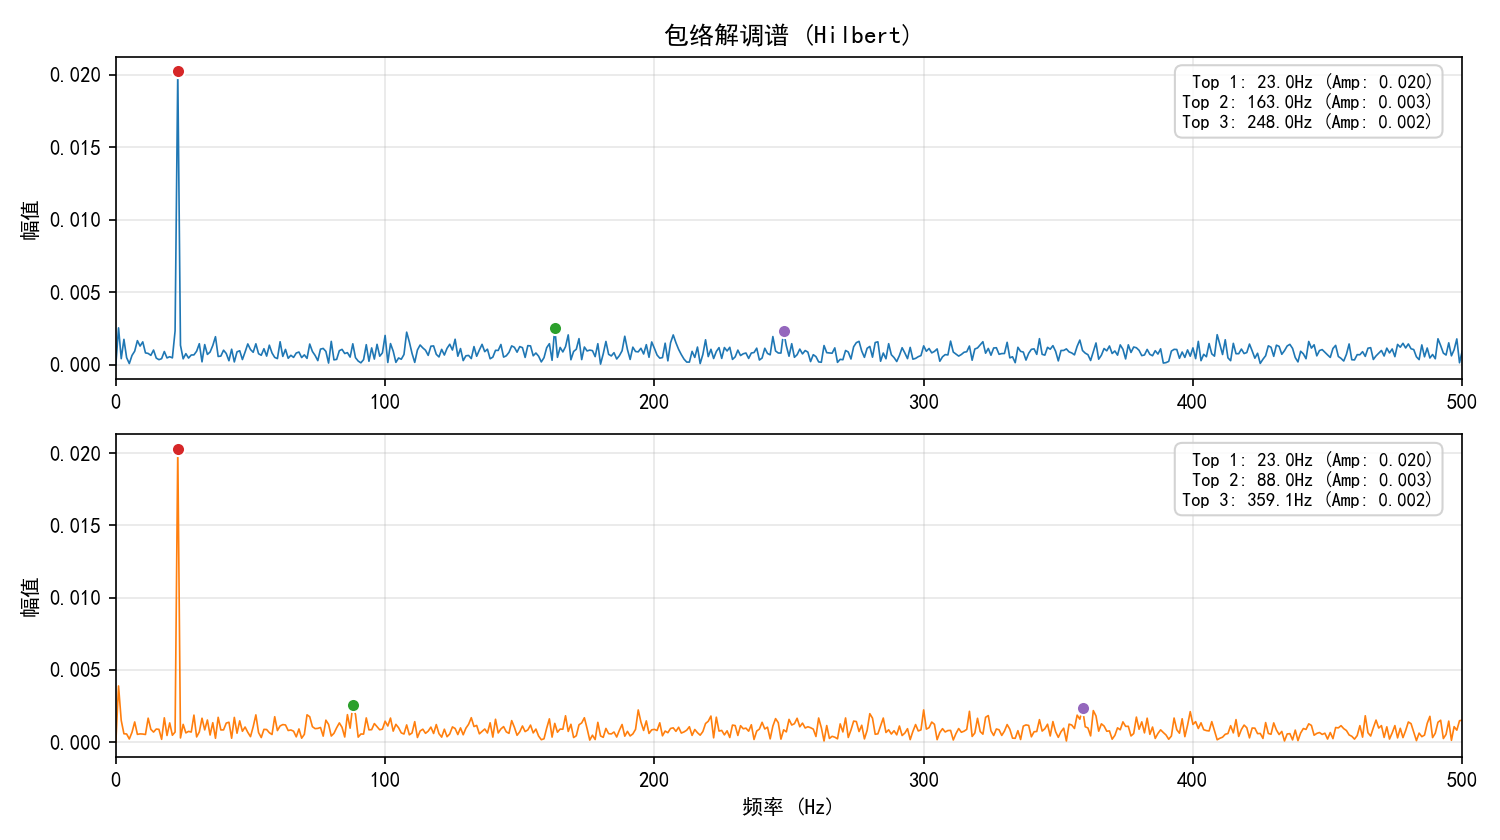 包络解调谱 (Hilbert)
0.020
0.015
0.010
0.005
0.000
幅值
Top 1: 23.0Hz (Amp: 0.020)
Top 2: 163.0Hz (Amp: 0.003)
Top 3: 248.0Hz (Amp: 0.002)
0 100 200 300 400 500
0.020
0.015
0.010
0.005
0.000
幅值
Top 1: 23.0Hz (Amp: 0.020)
Top 2: 88.0Hz (Amp: 0.003)
Top 3: 359.1Hz (Amp: 0.002)
0 100 200 300 400 500
频率 (Hz)